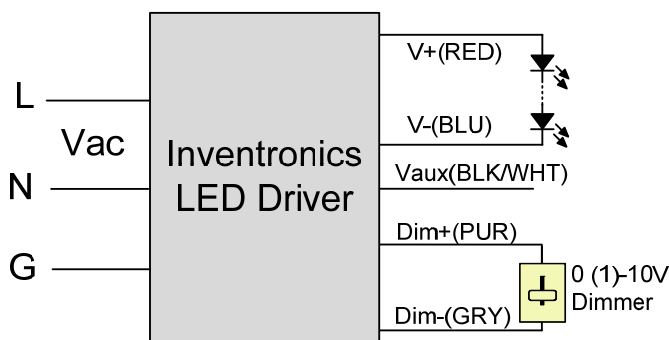 L
Vac
N
G
Inventronics
LED Driver
V+(RED)
V-(BLU)
Vaux(BLK/WHT)
Dim+(PUR)
Dim-(GRY)
0 (1)-10V
Dimmer